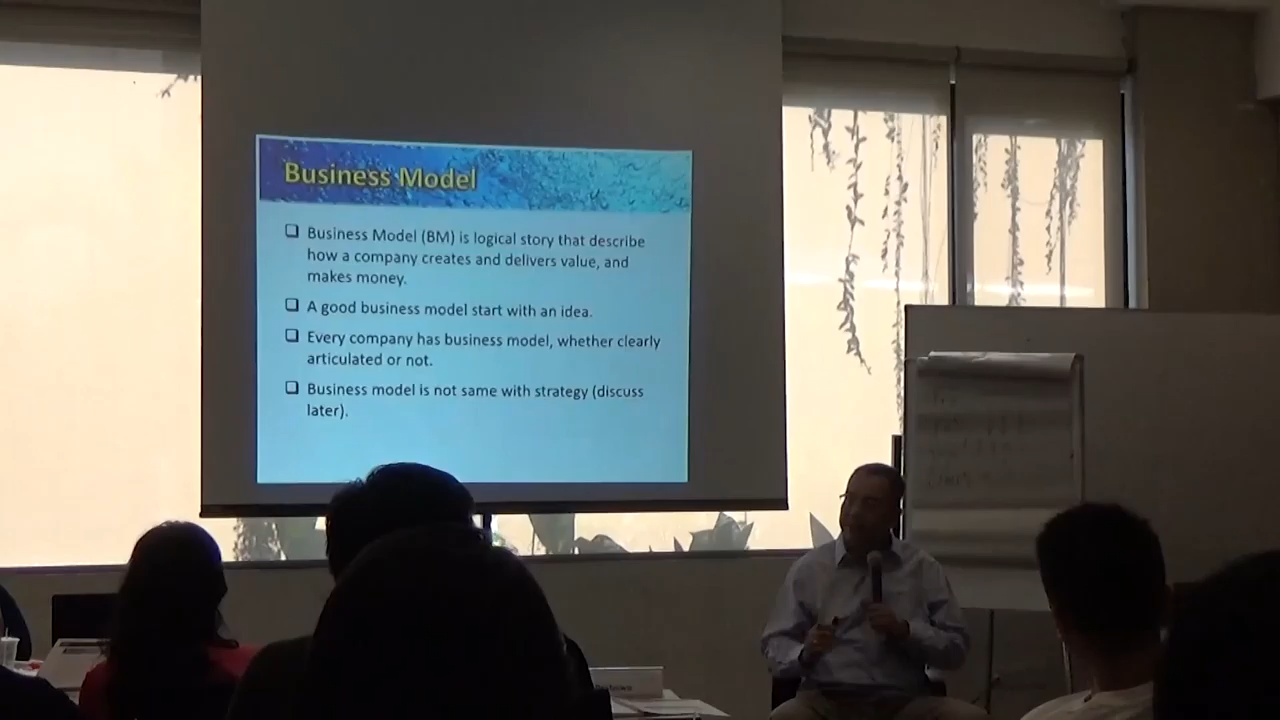 Business Model
Business Model (BM) is logical story that describe
how a company creates and delivers value, and
makes money.
A good business model start with an idea.
Every company has business model, whether clearly
articulated or not.
Business model is not same with strategy (discuss
later).